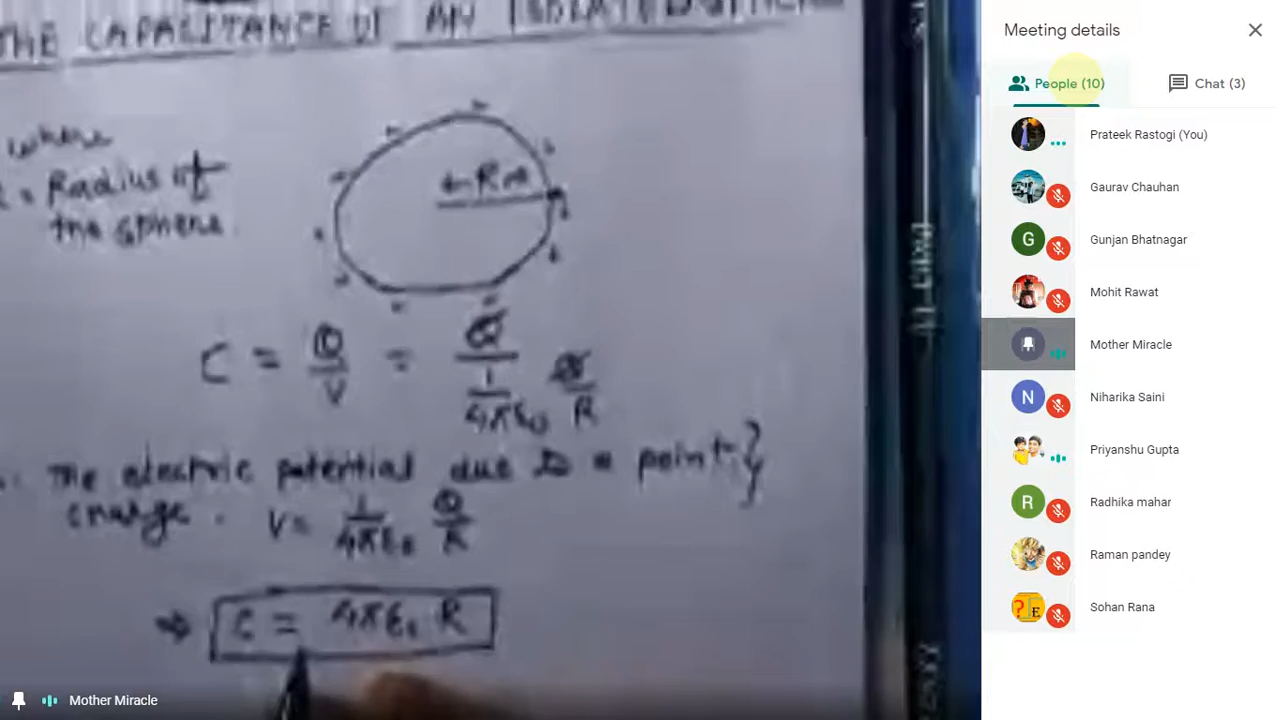 THE CAPACITANCE OF AN ISOLATED SPHERE
where
R = Radius of
the sphere.
← R →
C = Q/V = Q / (1/4πε₀ Q/R)
∵ The electric potential due to a point }
charge. V = 1/4πε₀ Q/R
⇒ C = 4πε₀ R
Mother Miracle
Meeting details
People (10)
Chat (3)
Prateek Rastogi (You)
Gaurav Chauhan
G
Gunjan Bhatnagar
Mohit Rawat
Mother Miracle
N
Niharika Saini
Priyanshu Gupta
R
Radhika mahar
Raman pandey
? E
Sohan Rana